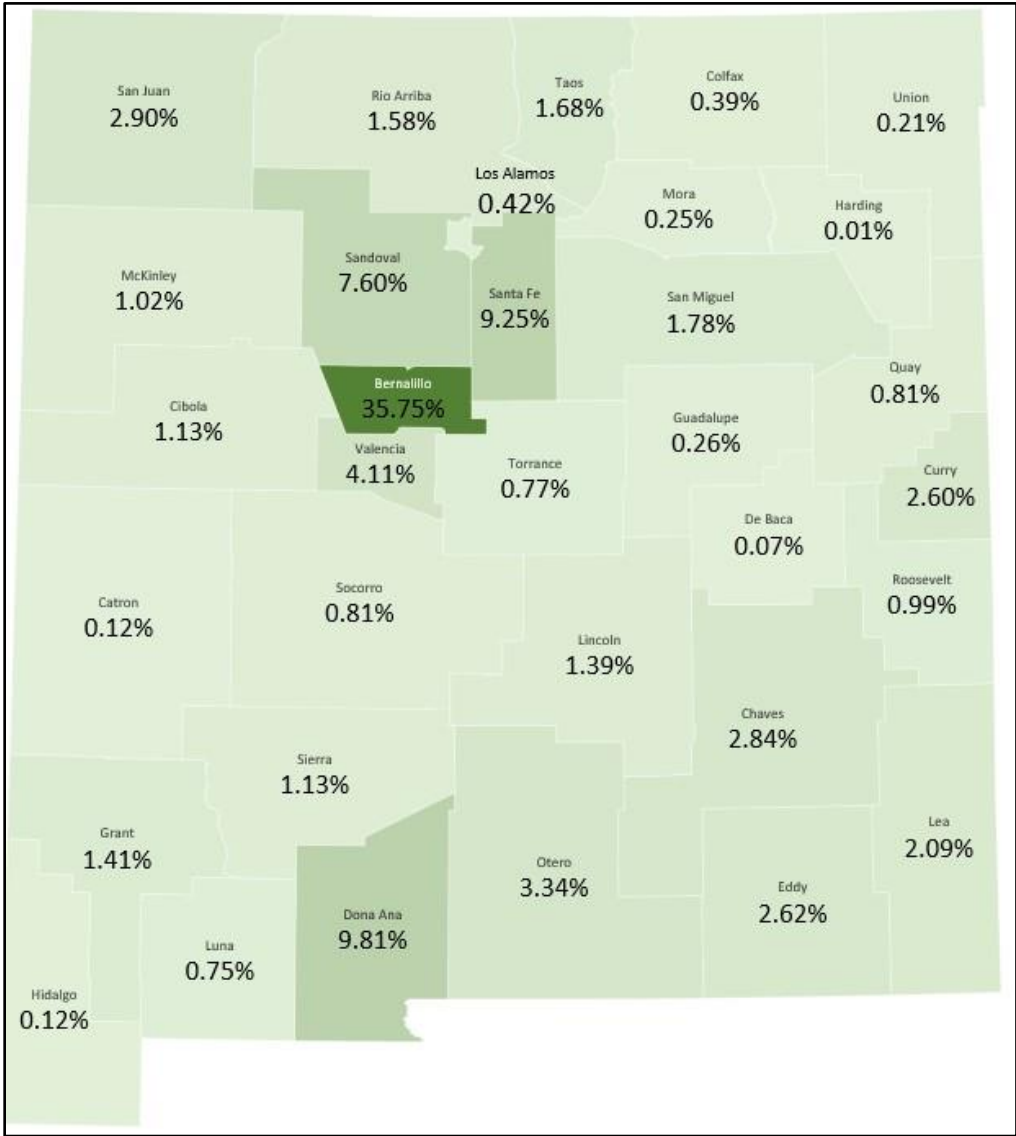 San Juan
2.90%
Rio Arriba
1.58%
Taos
1.68%
Colfax
0.39%
Union
0.21%
Los Alamos
0.42%
Mora
0.25%
Harding
0.01%
McKinley
1.02%
Sandoval
7.60%
Santa Fe
9.25%
San Miguel
1.78%
Quay
0.81%
Bernalillo
35.75%
Cibola
1.13%
Valencia
4.11%
Torrance
0.77%
Guadalupe
0.26%
Curry
2.60%
De Baca
0.07%
Roosevelt
0.99%
Catron
0.12%
Socorro
0.81%
Lincoln
1.39%
Chaves
2.84%
Sierra
1.13%
Grant
1.41%
Otero
3.34%
Lea
2.09%
Eddy
2.62%
Dona Ana
9.81%
Luna
0.75%
Hidalgo
0.12%